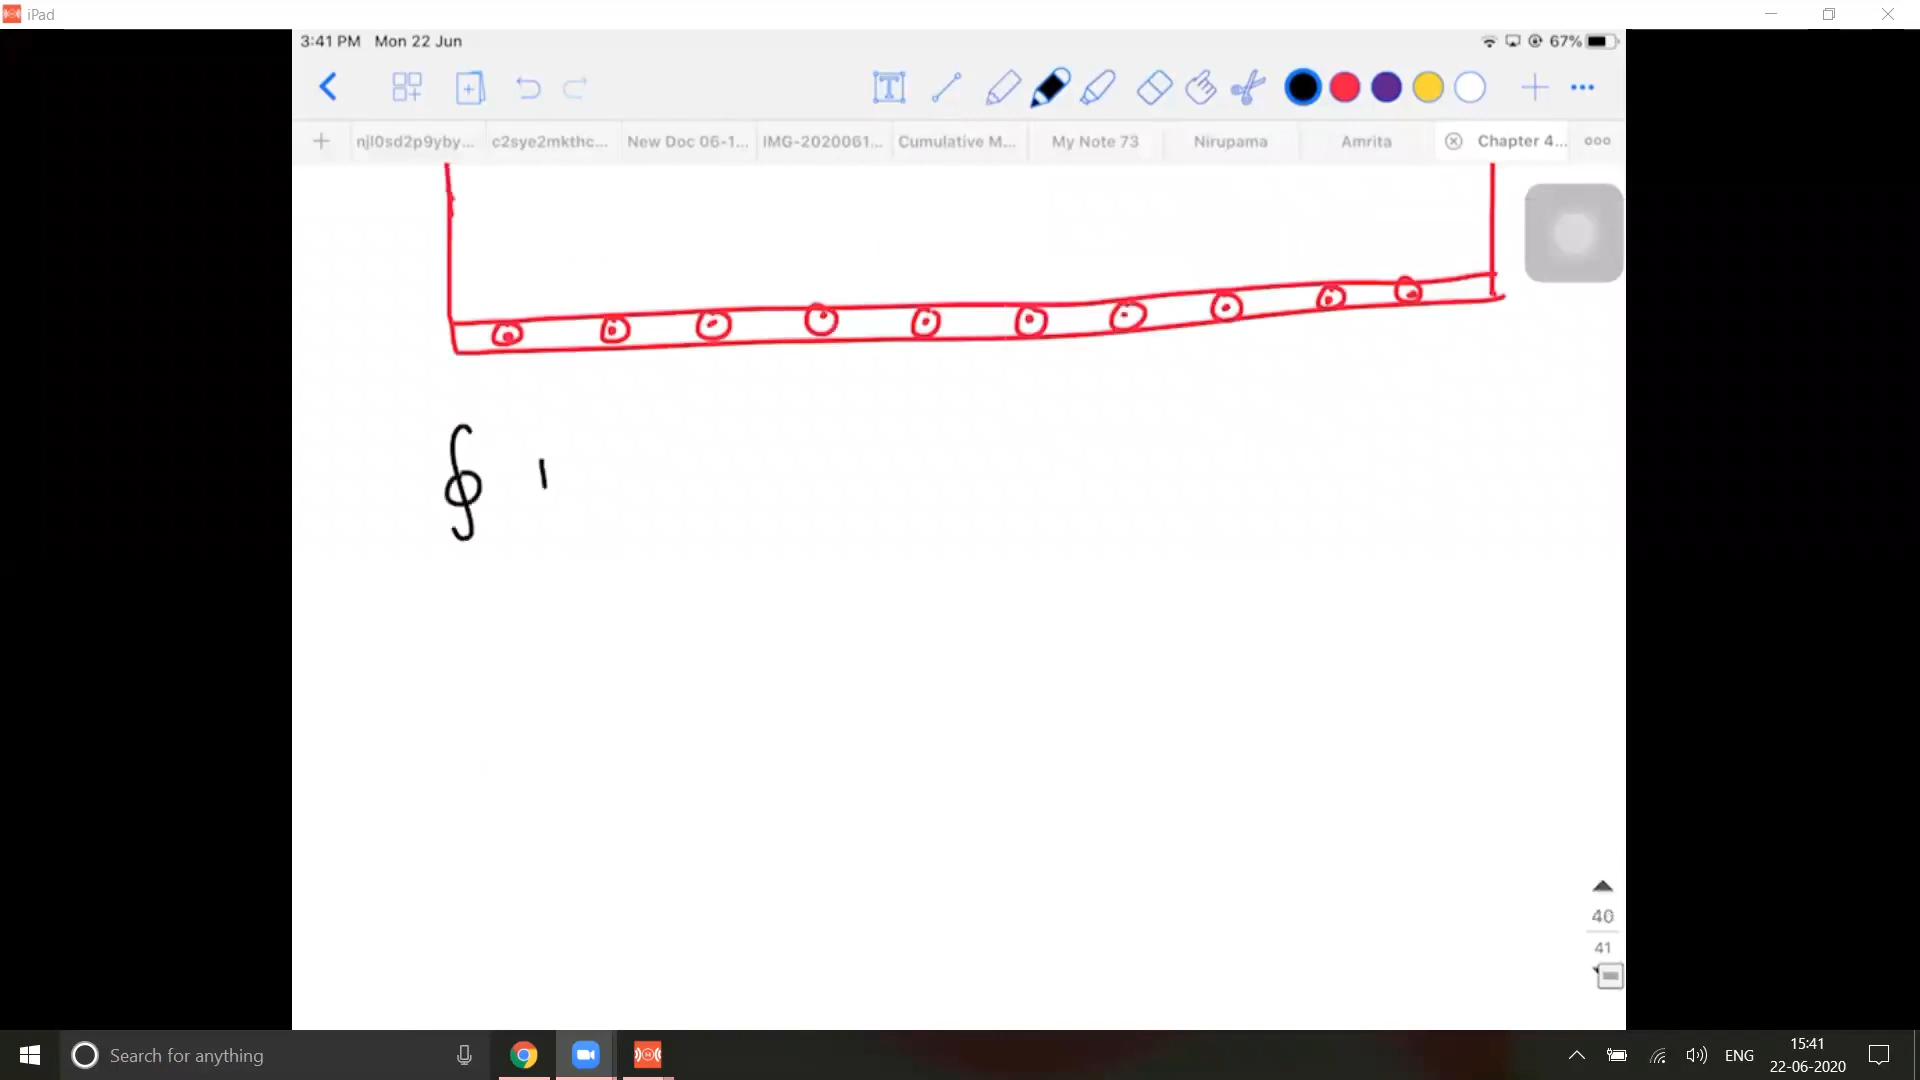 iPad
3:41 PM Mon 22 Jun
67%
njl0sd2p9yby... c2sye2mkthc... New Doc 06-1... IMG-2020061... Cumulative M... My Note 73 Nirupama Amrita Chapter 4...
∮ ı
40
41
Search for anything
ENG
15:41
22-06-2020